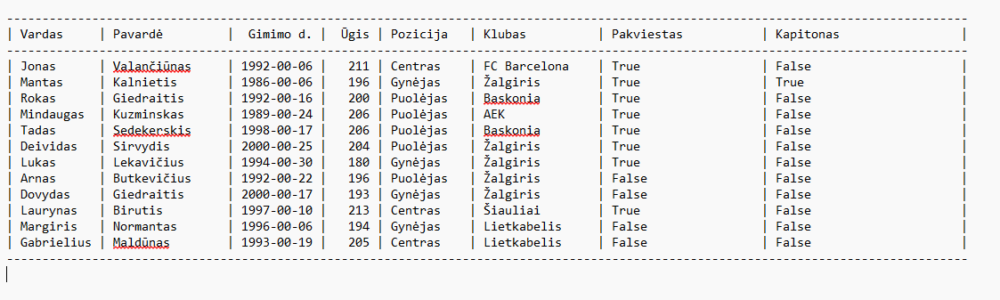 -----------------------------------------------------------------------------------------------------------------------------------------
| Vardas     | Pavardė         |  Gimimo d. |  Ūgis | Pozicija   | Klubas          | Pakviestas           | Kapitonas                 |
-----------------------------------------------------------------------------------------------------------------------------------------
| Jonas      | Valančiūnas     | 1992-00-06 |   211 | Centras    | FC Barcelona    | True                 | False                     |
| Mantas     | Kalnietis       | 1986-00-06 |   196 | Gynėjas    | Žalgiris        | True                 | True                      |
| Rokas      | Giedraitis      | 1992-00-16 |   200 | Puolėjas   | Baskonia        | True                 | False                     |
| Mindaugas  | Kuzminskas      | 1989-00-24 |   206 | Puolėjas   | AEK             | True                 | False                     |
| Tadas      | Sedekerskis     | 1998-00-17 |   206 | Puolėjas   | Baskonia        | True                 | False                     |
| Deividas   | Sirvydis        | 2000-00-25 |   204 | Puolėjas   | Žalgiris        | True                 | False                     |
| Lukas      | Lekavičius      | 1994-00-30 |   180 | Gynėjas    | Žalgiris        | True                 | False                     |
| Arnas      | Butkevičius     | 1992-00-22 |   196 | Puolėjas   | Žalgiris        | False                | False                     |
| Dovydas    | Giedraitis      | 2000-00-17 |   193 | Gynėjas    | Žalgiris        | False                | False                     |
| Laurynas   | Birutis         | 1997-00-10 |   213 | Centras    | Šiauliai        | True                 | False                     |
| Margiris   | Normantas       | 1996-00-06 |   194 | Gynėjas    | Lietkabelis     | False                | False                     |
| Gabrielius | Maldūnas        | 1993-00-19 |   205 | Centras    | Lietkabelis     | False                | False                     |
-----------------------------------------------------------------------------------------------------------------------------------------